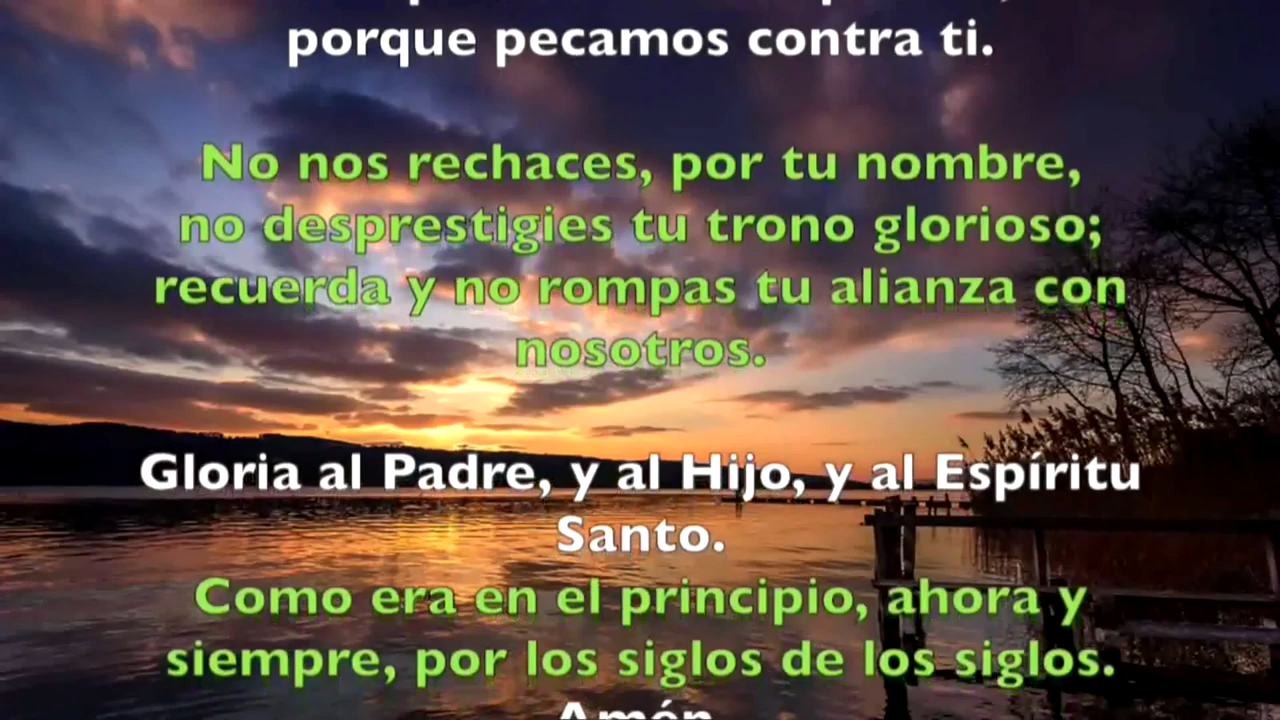 porque pecamos contra ti.
No nos rechaces, por tu nombre,
no desprestigies tu trono glorioso;
recuerda y no rompas tu alianza con
nosotros.
Gloria al Padre, y al Hijo, y al Espíritu
Santo.
Como era en el principio, ahora y
siempre, por los siglos de los siglos.
Amén